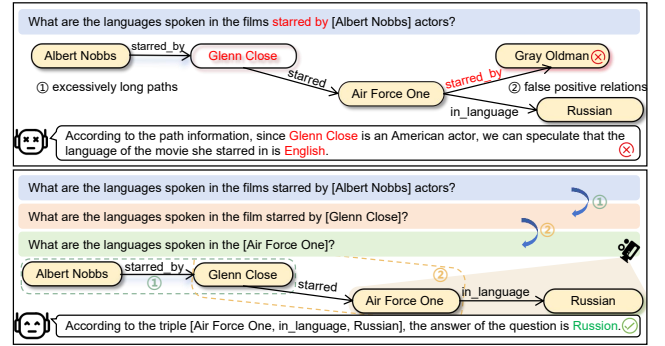 What are the languages spoken in the films starred by [Albert Nobbs] actors?
Albert Nobbs
starred_by
Glenn Close
starred
Air Force One
starred_by
Gray Oldman
in_language
Russian
① excessively long paths
② false positive relations
According to the path information, since Glenn Close is an American actor, we can speculate that the
language of the movie she starred in is English.
What are the languages spoken in the films starred by [Albert Nobbs] actors?
①
What are the languages spoken in the film starred by [Glenn Close]?
②
What are the languages spoken in the [Air Force One]?
Albert Nobbs
starred_by
①
Glenn Close
starred
②
Air Force One
in_language
Russian
According to the triple [Air Force One, in_language, Russian], the answer of the question is Russion.